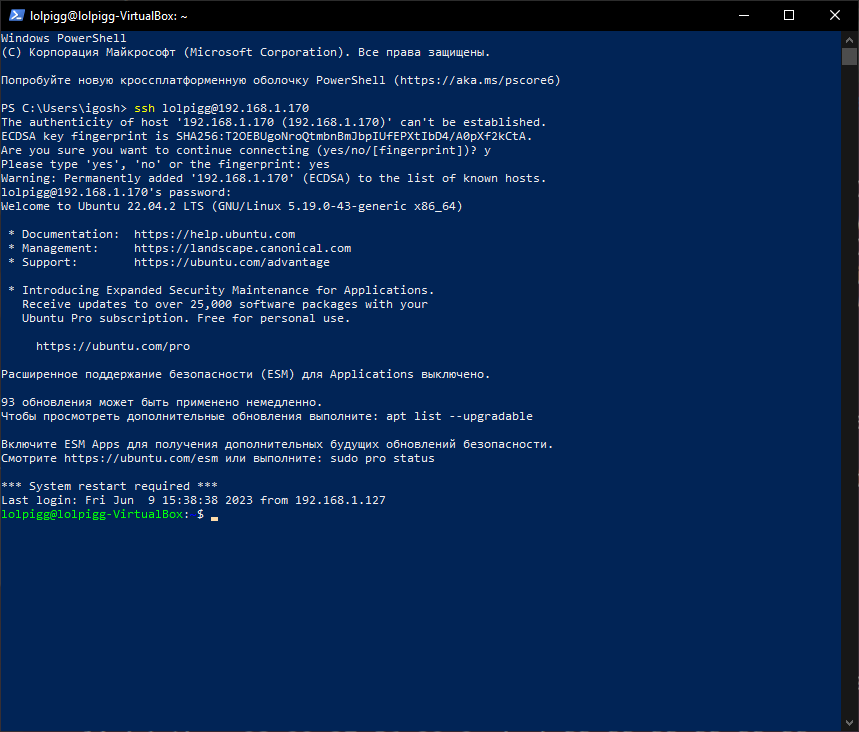 lolpigg@lolpigg-VirtualBox: ~
Windows PowerShell
(C) Корпорация Майкрософт (Microsoft Corporation). Все права защищены.
Попробуйте новую кроссплатформенную оболочку PowerShell (https://aka.ms/pscore6)
PS C:\Users\igosh> ssh lolpigg@192.168.1.170
The authenticity of host '192.168.1.170 (192.168.1.170)' can't be established.
ECDSA key fingerprint is SHA256:T2OEBUgoNroQtmbnBmJbpIUfEPXtIbD4/A0pXf2kCtA.
Are you sure you want to continue connecting (yes/no/[fingerprint])? y
Please type 'yes', 'no' or the fingerprint: yes
Warning: Permanently added '192.168.1.170' (ECDSA) to the list of known hosts.
lolpigg@192.168.1.170's password:
Welcome to Ubuntu 22.04.2 LTS (GNU/Linux 5.19.0-43-generic x86_64)
* Documentation:  https://help.ubuntu.com
* Management:     https://landscape.canonical.com
* Support:        https://ubuntu.com/advantage
* Introducing Expanded Security Maintenance for Applications.
Receive updates to over 25,000 software packages with your
Ubuntu Pro subscription. Free for personal use.
https://ubuntu.com/pro
Расширенное поддержание безопасности (ESM) для Applications выключено.
93 обновления может быть применено немедленно.
Чтобы просмотреть дополнительные обновления выполните: apt list --upgradable
Включите ESM Apps для получения дополнительных будущих обновлений безопасности.
Смотрите https://ubuntu.com/esm или выполните: sudo pro status
*** System restart required ***
Last login: Fri Jun  9 15:38:38 2023 from 192.168.1.127
lolpigg@lolpigg-VirtualBox: $